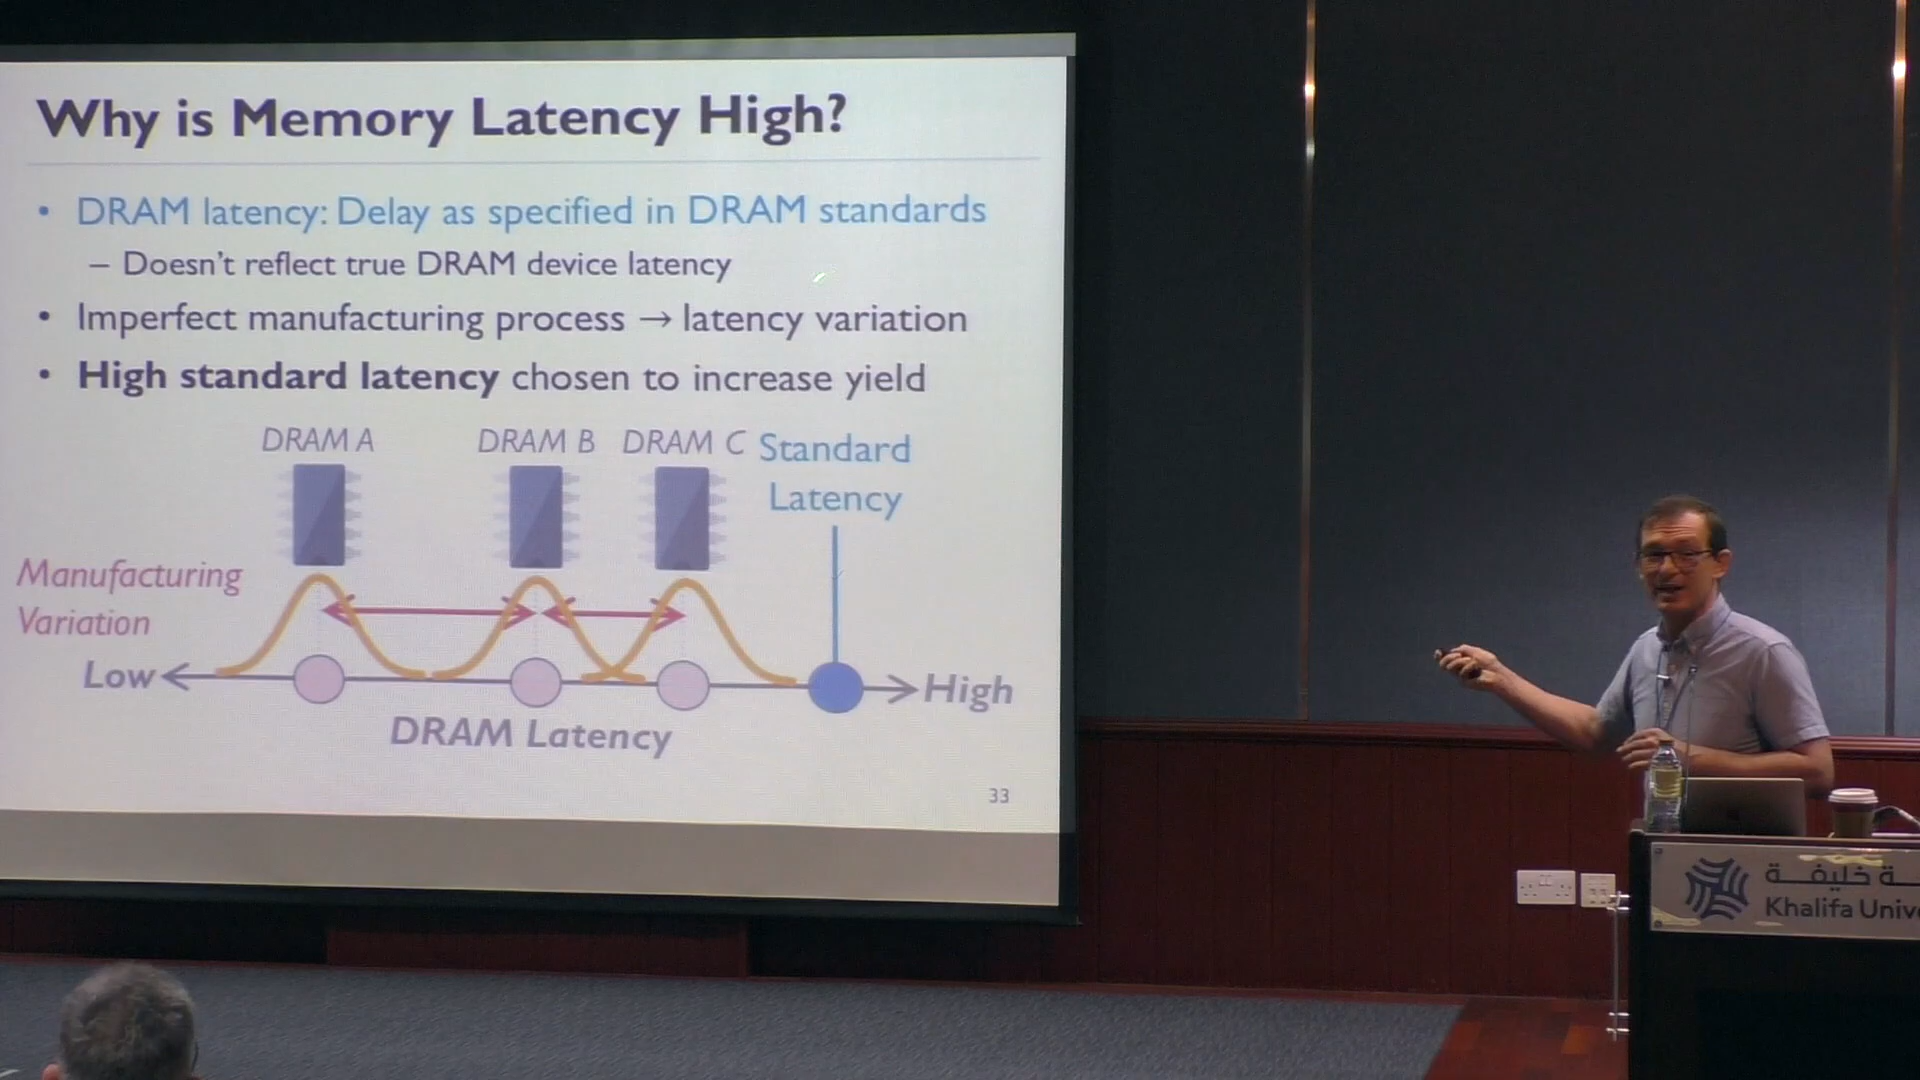 Why is Memory Latency High?
• DRAM latency: Delay as specified in DRAM standards
– Doesn't reflect true DRAM device latency
• Imperfect manufacturing process → latency variation
• High standard latency chosen to increase yield
DRAM A
DRAM B
DRAM C
Standard
Latency
Manufacturing
Variation
Low
High
DRAM Latency
33
ـة خليفة
Khalifa Unive